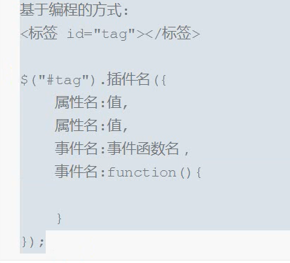 基于编程的方式:
<标签 id="tag"></标签>
$("#tag").插件名({
属性名:值,
属性名:值,
事件名:事件函数名,
事件名:function(){
}
});